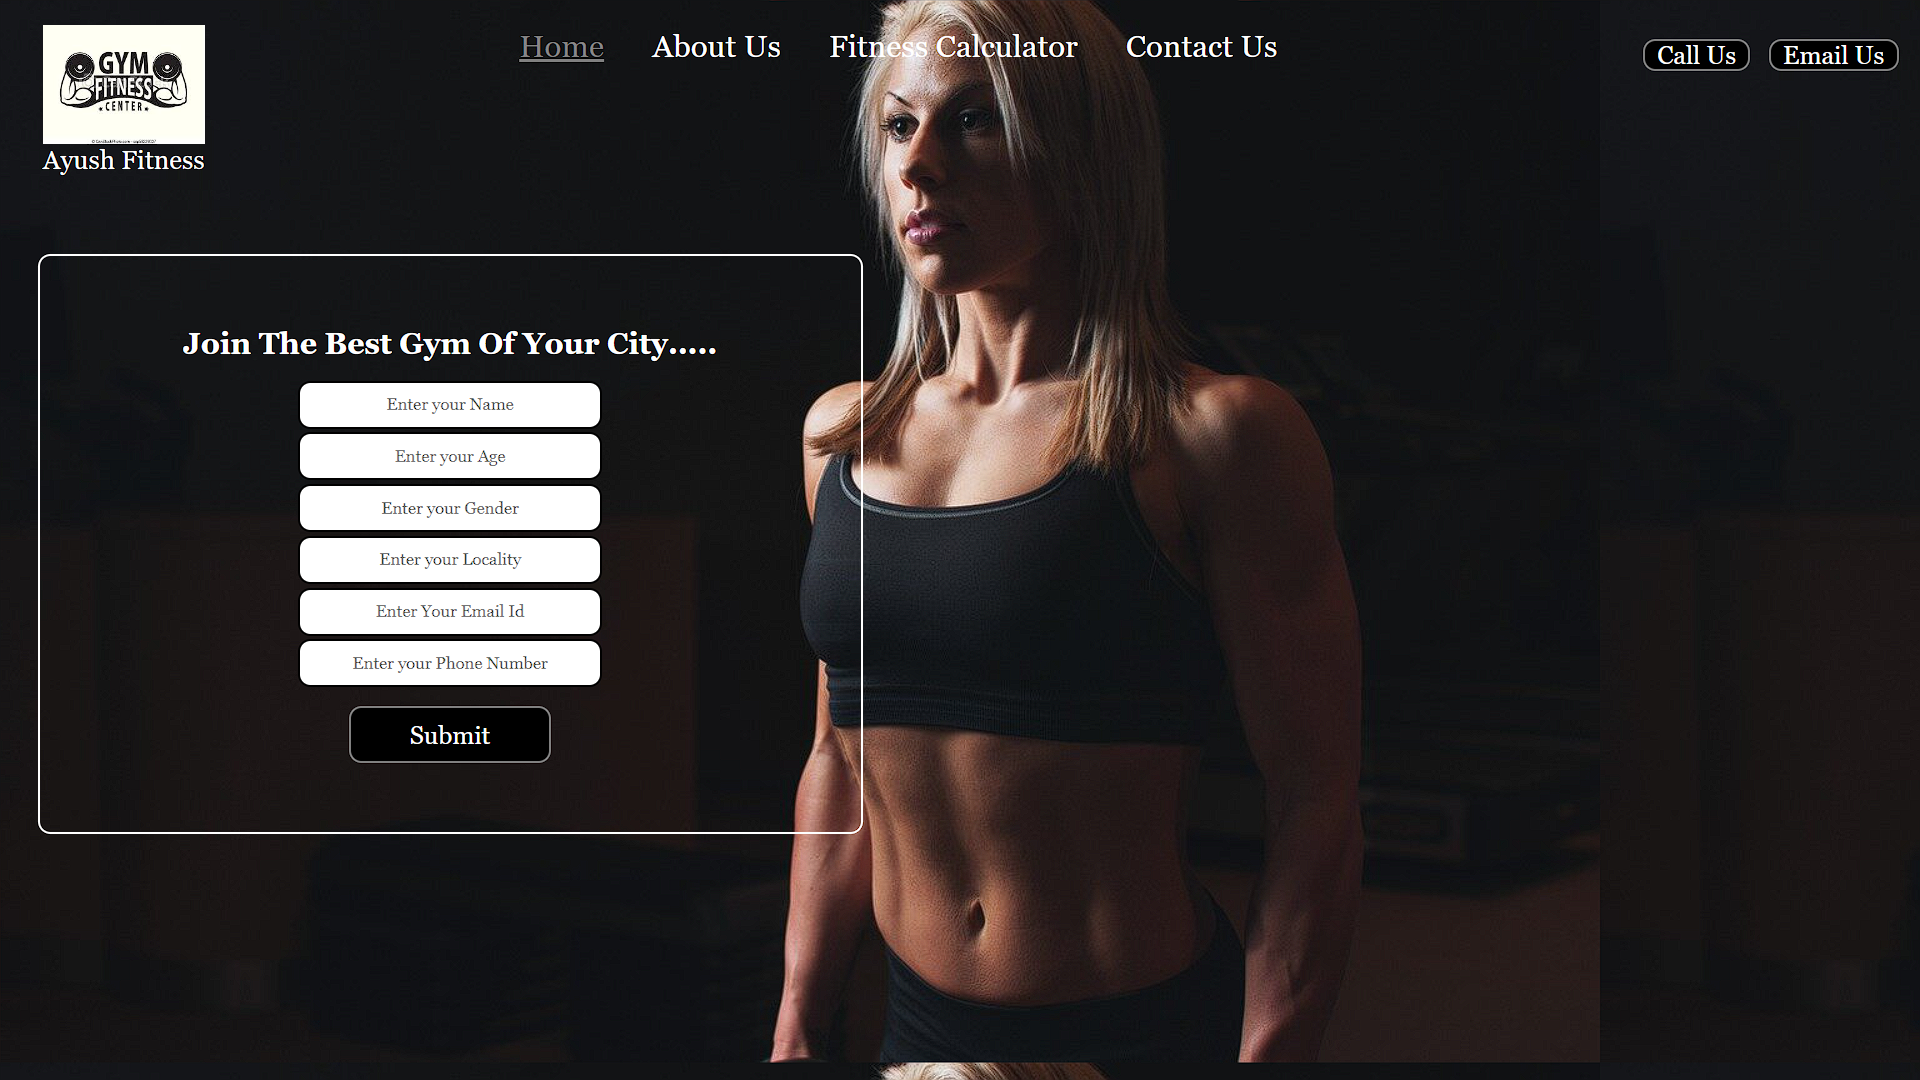 GYM
FITNESS
CENTER
Ayush Fitness
Home
About Us
Fitness Calculator
Contact Us
Call Us
Email Us
Join The Best Gym Of Your City.....
Enter your Name
Enter your Age
Enter your Gender
Enter your Locality
Enter Your Email Id
Enter your Phone Number
Submit